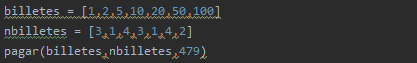 billetes = [1,2,5,10,20,50,100]
nbilletes = [3,1,4,3,1,4,2]
pagar(billetes,nbilletes,479)